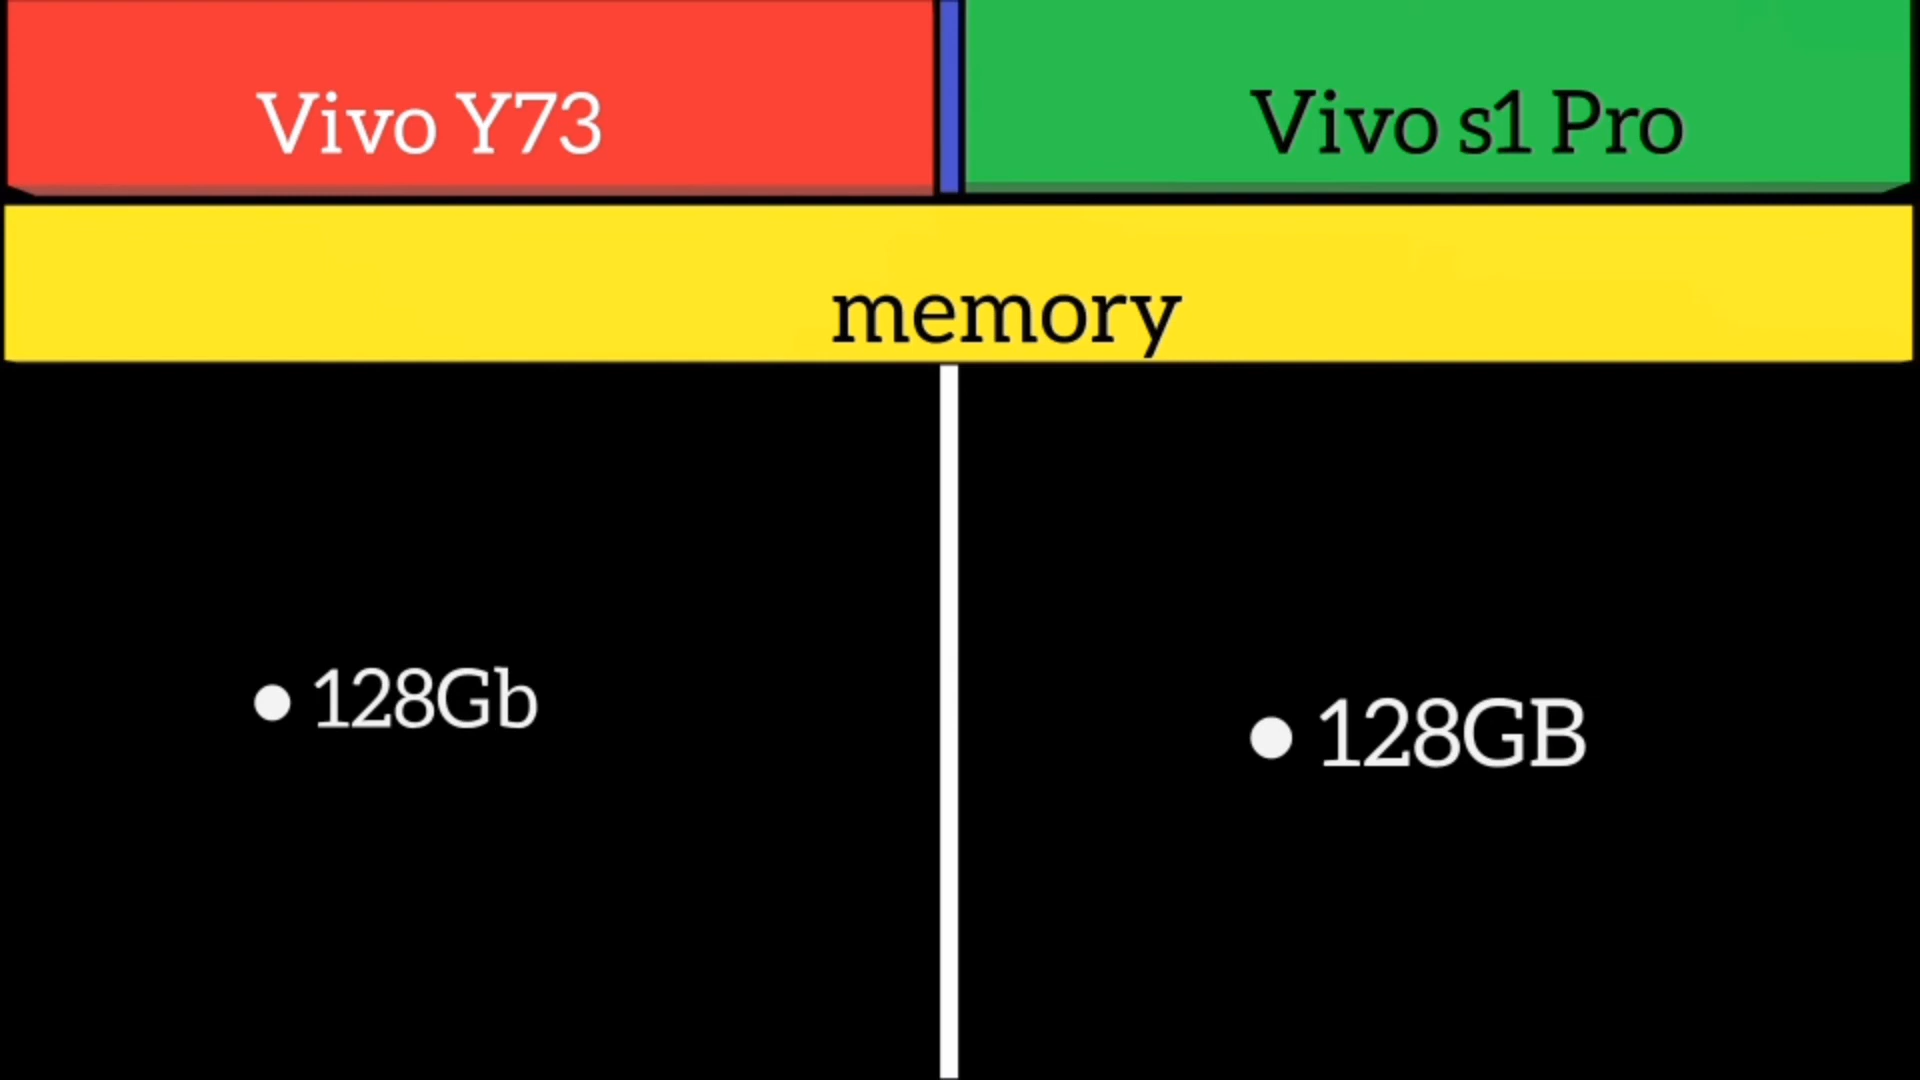 Vivo Y73
Vivo s1 Pro
memory
● 128Gb
● 128GB